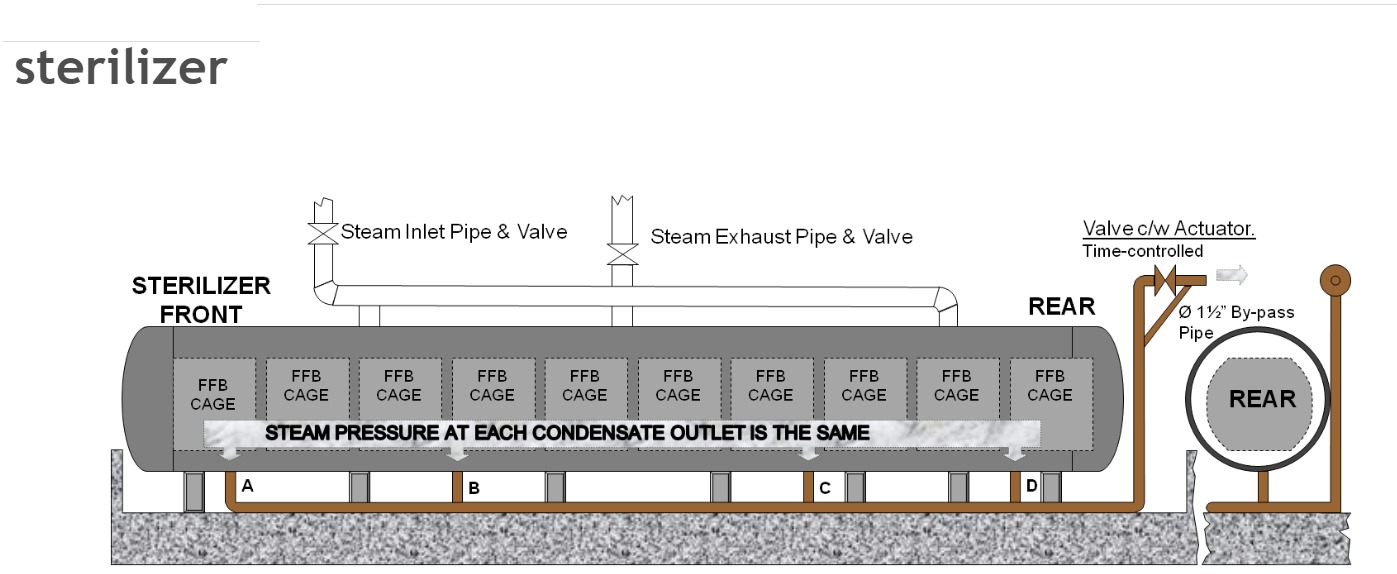 sterilizer
Steam Inlet Pipe & Valve
Steam Exhaust Pipe & Valve
Valve c/w Actuator.
Time-controlled
STERILIZER
FRONT
REAR
Ø 1½” By-pass
Pipe
FFB
CAGE
FFB
CAGE
FFB
CAGE
FFB
CAGE
FFB
CAGE
FFB
CAGE
FFB
CAGE
FFB
CAGE
FFB
CAGE
FFB
CAGE
REAR
STEAM PRESSURE AT EACH CONDENSATE OUTLET IS THE SAME
A
B
C
D